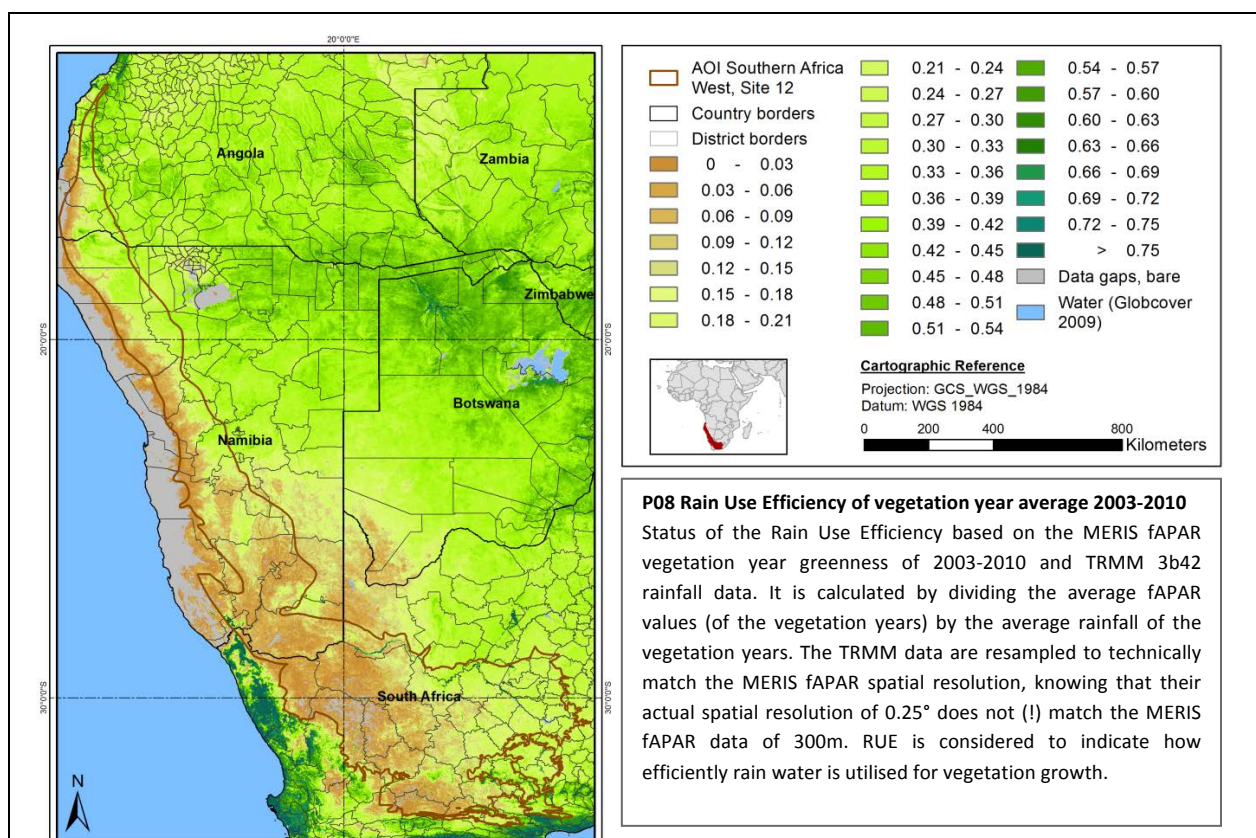 20°0'0"E
Angola
Zambia
Zimbabwe
20°0'0"S
20°0'0"S
Botswana
Namibia
30°0'0"S
South Africa
30°0'0"S
N
20°0'0"E
AOI Southern Africa
West, Site 12
Country borders
District borders
0 - 0.03
0.03 - 0.06
0.06 - 0.09
0.09 - 0.12
0.12 - 0.15
0.15 - 0.18
0.18 - 0.21
0.21 - 0.24
0.24 - 0.27
0.27 - 0.30
0.30 - 0.33
0.33 - 0.36
0.36 - 0.39
0.39 - 0.42
0.42 - 0.45
0.45 - 0.48
0.48 - 0.51
0.51 - 0.54
0.54 - 0.57
0.57 - 0.60
0.60 - 0.63
0.63 - 0.66
0.66 - 0.69
0.69 - 0.72
0.72 - 0.75
> 0.75
Data gaps, bare
Water (Globcover
2009)
Cartographic Reference
Projection: GCS_WGS_1984
Datum: WGS 1984
0 200 400 800
Kilometers
P08 Rain Use Efficiency of vegetation year average 2003-2010
Status of the Rain Use Efficiency based on the MERIS fAPAR
vegetation year greenness of 2003-2010 and TRMM 3b42
rainfall data. It is calculated by dividing the average fAPAR
values (of the vegetation years) by the average rainfall of the
vegetation years. The TRMM data are resampled to technically
match the MERIS fAPAR spatial resolution, knowing that their
actual spatial resolution of 0.25° does not (!) match the MERIS
fAPAR data of 300m. RUE is considered to indicate how
efficiently rain water is utilised for vegetation growth.